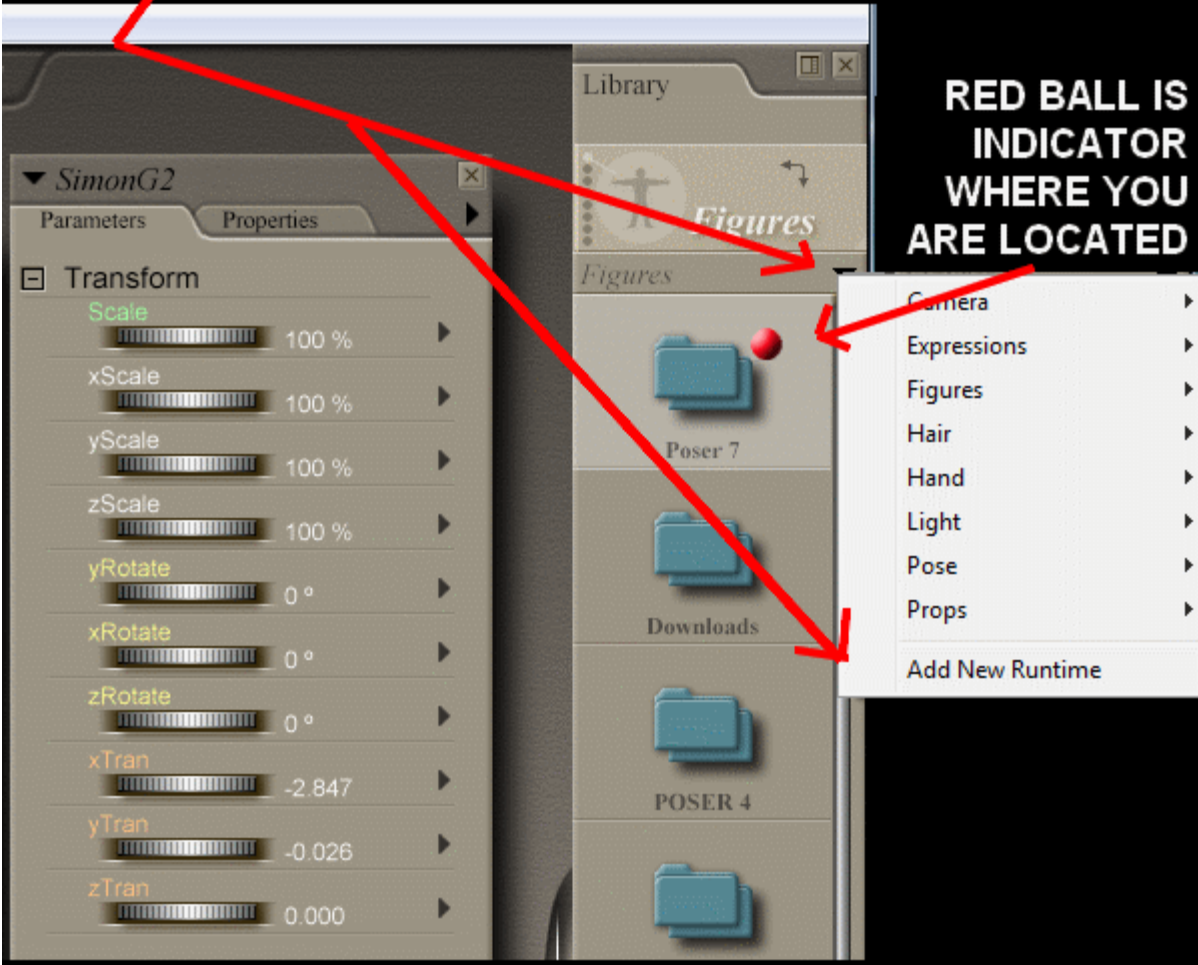 Library
RED BALL IS
INDICATOR
WHERE YOU
ARE LOCATED
SimonG2
Parameters
Properties
Figures
Figures
Transform
Scale
100 %
xScale
100 %
yScale
100 %
zScale
100 %
yRotate
0 °
xRotate
0 °
zRotate
0 °
xTran
-2.847
yTran
-0.026
zTran
0.000
Poser 7
Downloads
POSER 4
Camera
Expressions
Figures
Hair
Hand
Light
Pose
Props
Add New Runtime